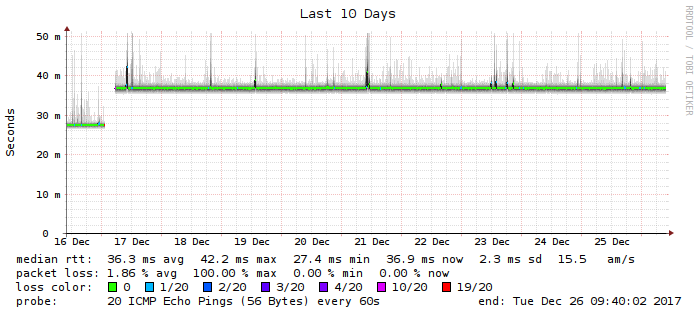 Last 10 Days
RRDTOOL / TOBI OETIKER
Seconds
50 m
40 m
30 m
20 m
10 m
0
16 Dec 17 Dec 18 Dec 19 Dec 20 Dec 21 Dec 22 Dec 23 Dec 24 Dec 25 Dec
median rtt: 36.3 ms avg 42.2 ms max 27.4 ms min 36.9 ms now 2.3 ms sd 15.5 am/s
packet loss: 1.86 % avg 100.00 % max 0.00 % min 0.00 % now
loss color: 0 1/20 2/20 3/20 4/20 10/20 19/20
probe: 20 ICMP Echo Pings (56 Bytes) every 60s end: Tue Dec 26 09:40:02 2017